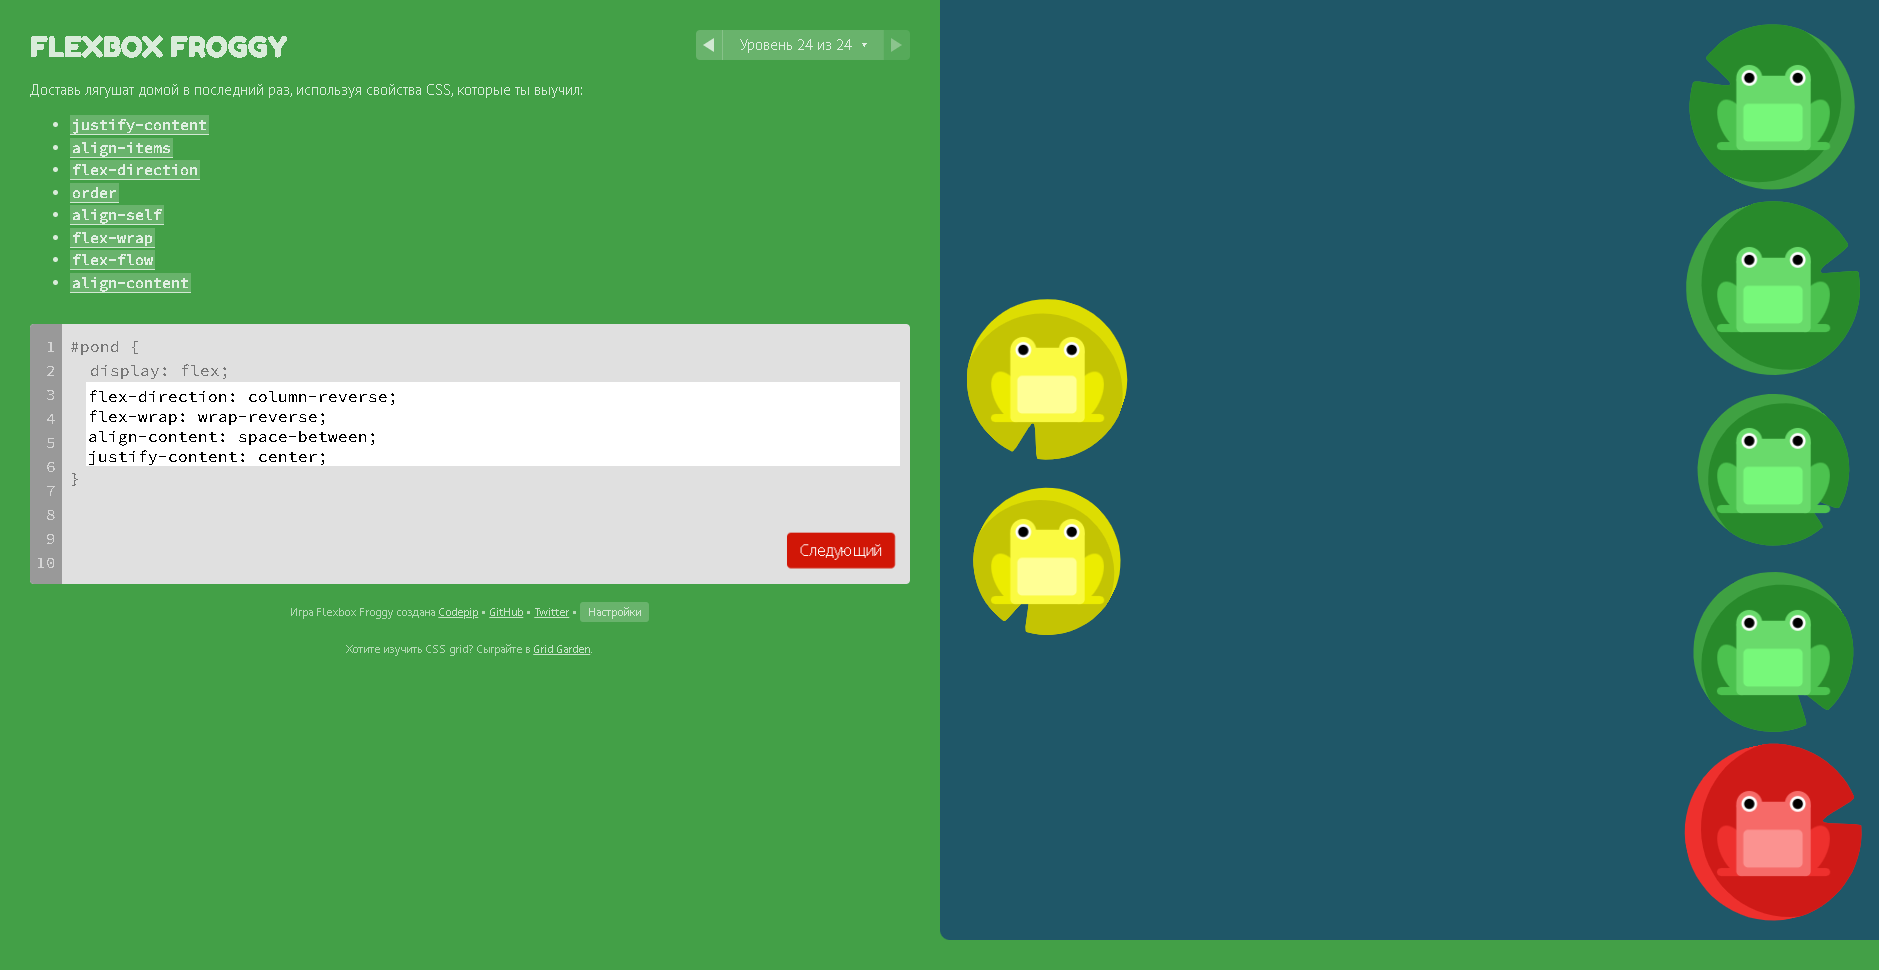 FLEXBOX FROGGY
Уровень 24 из 24
Доставь лягушат домой в последний раз, используя свойства CSS, которые ты выучил:
justify-content
align-items
flex-direction
order
align-self
flex-wrap
flex-flow
align-content
1 #pond {
2 display: flex;
3 flex-direction: column-reverse;
4 flex-wrap: wrap-reverse;
5 align-content: space-between;
6 justify-content: center;
7 }
8
9
10
Следующий
Игра Flexbox Froggy создана Codepip • GitHub • Twitter • Настройки
Хотите изучить CSS grid? Сыграйте в Grid Garden.